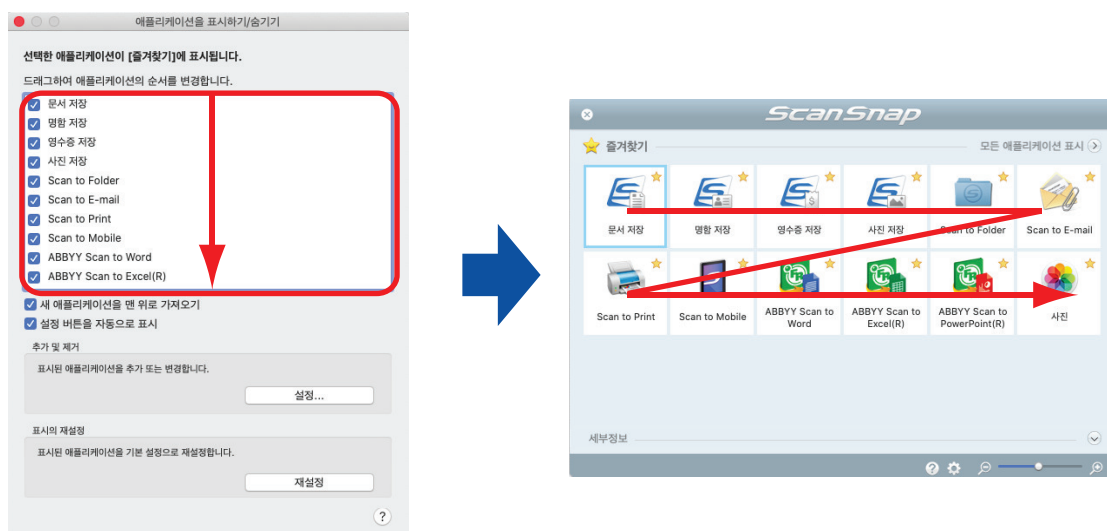 애플리케이션을 표시하기/숨기기
선택한 애플리케이션이 [즐겨찾기]에 표시됩니다.
드래그하여 애플리케이션의 순서를 변경합니다.
문서 저장
명함 저장
영수증 저장
사진 저장
Scan to Folder
Scan to E-mail
Scan to Print
Scan to Mobile
ABBYY Scan to Word
ABBYY Scan to Excel(R)
새 애플리케이션을 맨 위로 가져오기
설정 버튼을 자동으로 표시
추가 및 제거
표시된 애플리케이션을 추가 또는 변경합니다.
설정...
표시의 재설정
표시된 애플리케이션을 기본 설정으로 재설정합니다.
재설정
?
ScanSnap
즐겨찾기
모든 애플리케이션 표시
문서 저장
명함 저장
영수증 저장
사진 저장
Scan to Folder
Scan to E-mail
Scan to Print
Scan to Mobile
ABBYY Scan to
Word
ABBYY Scan to
Excel(R)
ABBYY Scan to
PowerPoint(R)
사진
세부정보
?